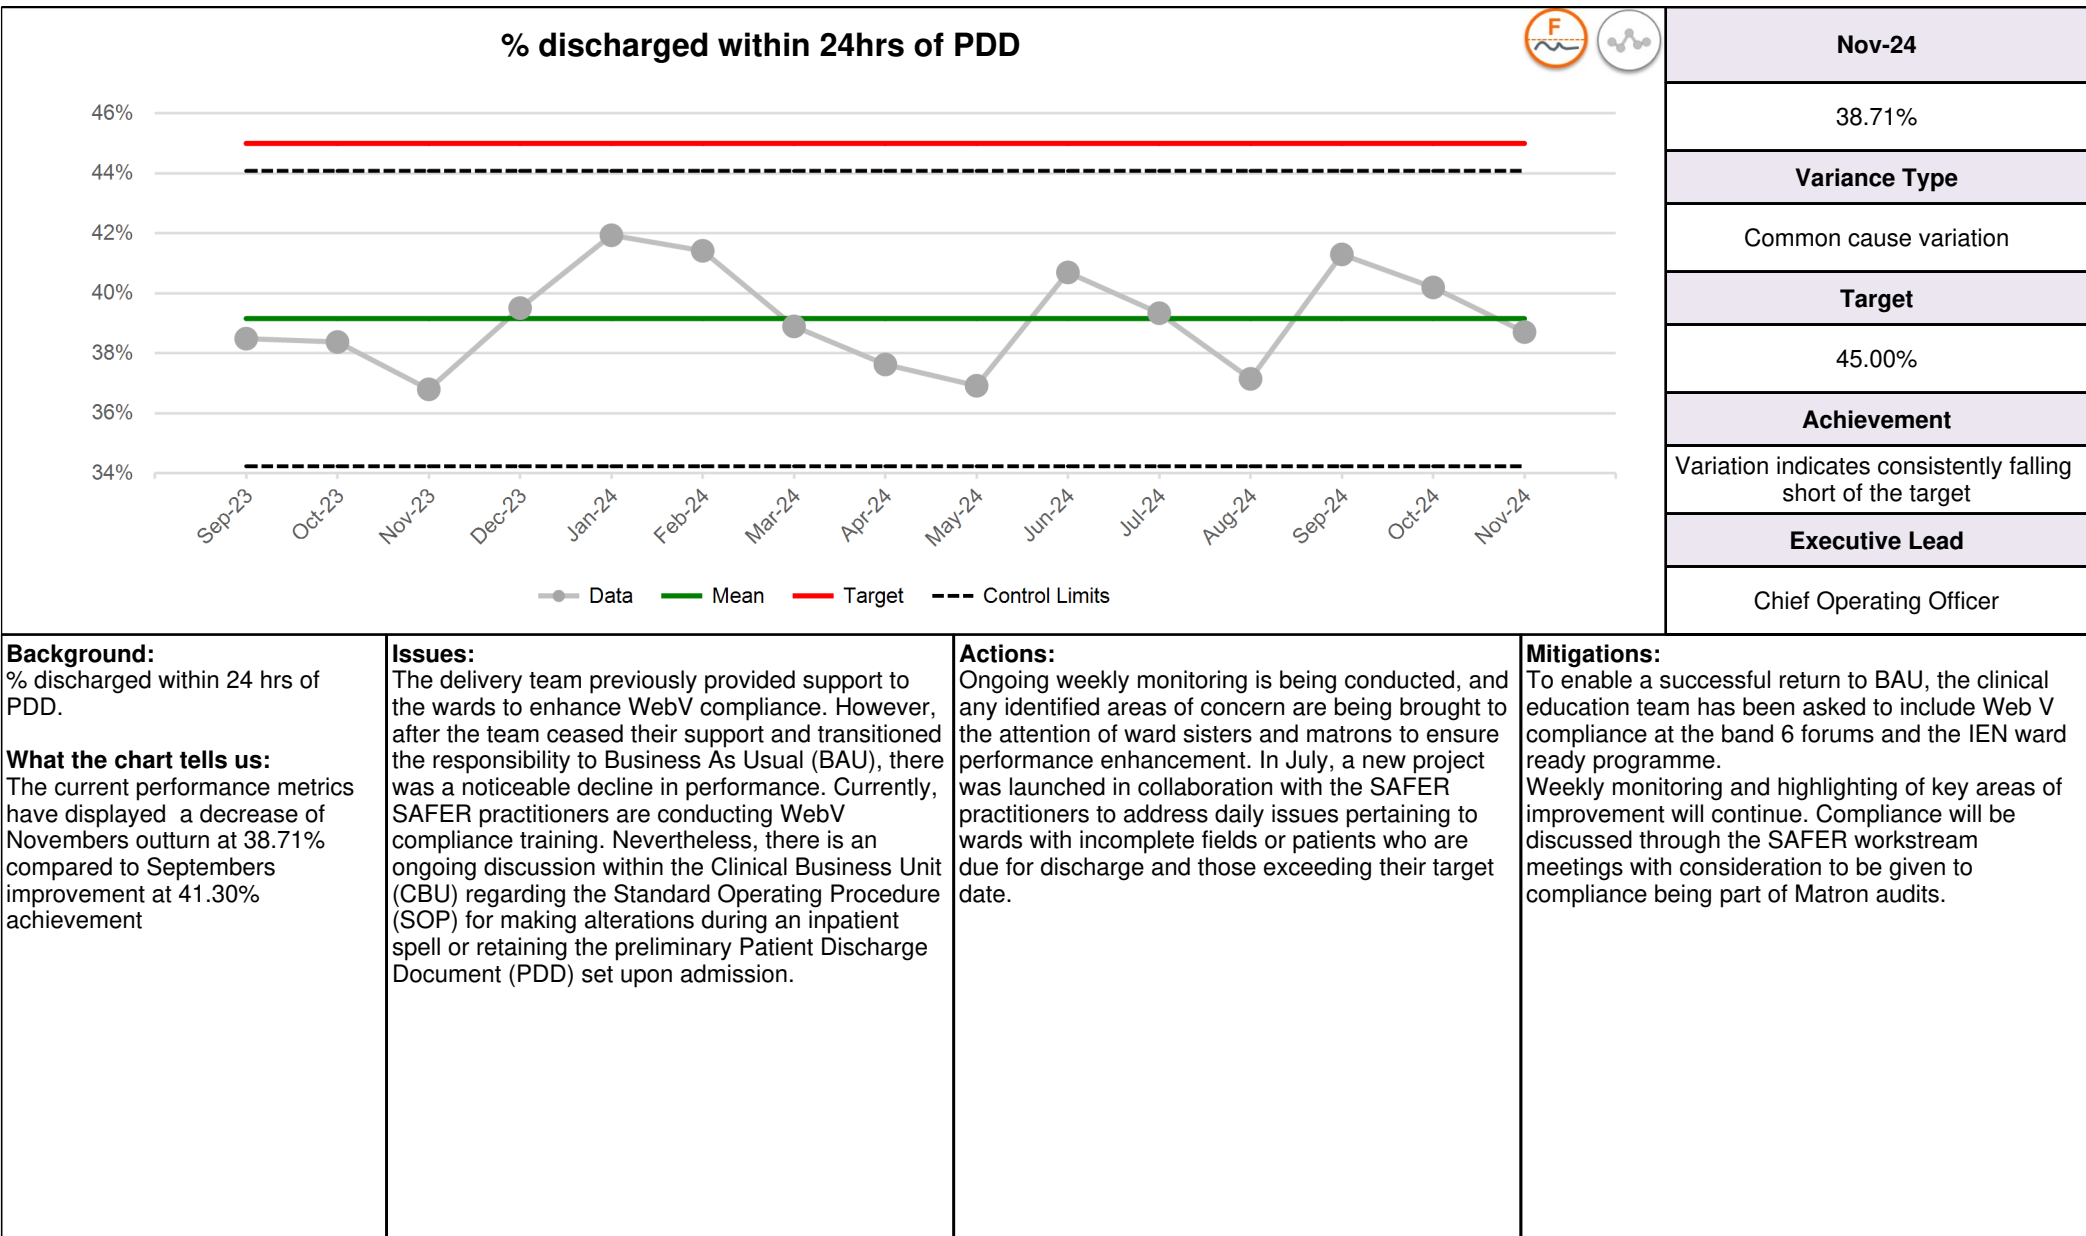 % discharged within 24hrs of PDD
F
46%
44%
42%
40%
38%
36%
34%
Sep-23
Oct-23
Nov-23
Dec-23
Jan-24
Feb-24
Mar-24
Apr-24
May-24
Jun-24
Jul-24
Aug-24
Sep-24
Oct-24
Nov-24
Data
Mean
Target
Control Limits
Nov-24
38.71%
Variance Type
Common cause variation
Target
45.00%
Achievement
Variation indicates consistently falling
short of the target
Executive Lead
Chief Operating Officer
Background:
% discharged within 24 hrs of
PDD.
What the chart tells us:
The current performance metrics
have displayed  a decrease of
Novembers outturn at 38.71%
compared to Septembers
improvement at 41.30%
achievement
Issues:
The delivery team previously provided support to
the wards to enhance WebV compliance. However,
after the team ceased their support and transitioned
the responsibility to Business As Usual (BAU), there
was a noticeable decline in performance. Currently,
SAFER practitioners are conducting WebV
compliance training. Nevertheless, there is an
ongoing discussion within the Clinical Business Unit
(CBU) regarding the Standard Operating Procedure
(SOP) for making alterations during an inpatient
spell or retaining the preliminary Patient Discharge
Document (PDD) set upon admission.
Actions:
Ongoing weekly monitoring is being conducted, and
any identified areas of concern are being brought to
the attention of ward sisters and matrons to ensure
performance enhancement. In July, a new project
was launched in collaboration with the SAFER
practitioners to address daily issues pertaining to
wards with incomplete fields or patients who are
due for discharge and those exceeding their target
date.
Mitigations:
To enable a successful return to BAU, the clinical
education team has been asked to include Web V
compliance at the band 6 forums and the IEN ward
ready programme.
Weekly monitoring and highlighting of key areas of
improvement will continue. Compliance will be
discussed through the SAFER workstream
meetings with consideration to be given to
compliance being part of Matron audits.